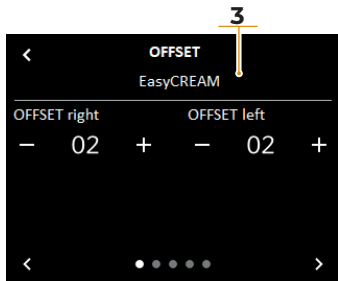 3
OFFSET
EasyCREAM
OFFSET right OFFSET left
− 02 + − 02 +